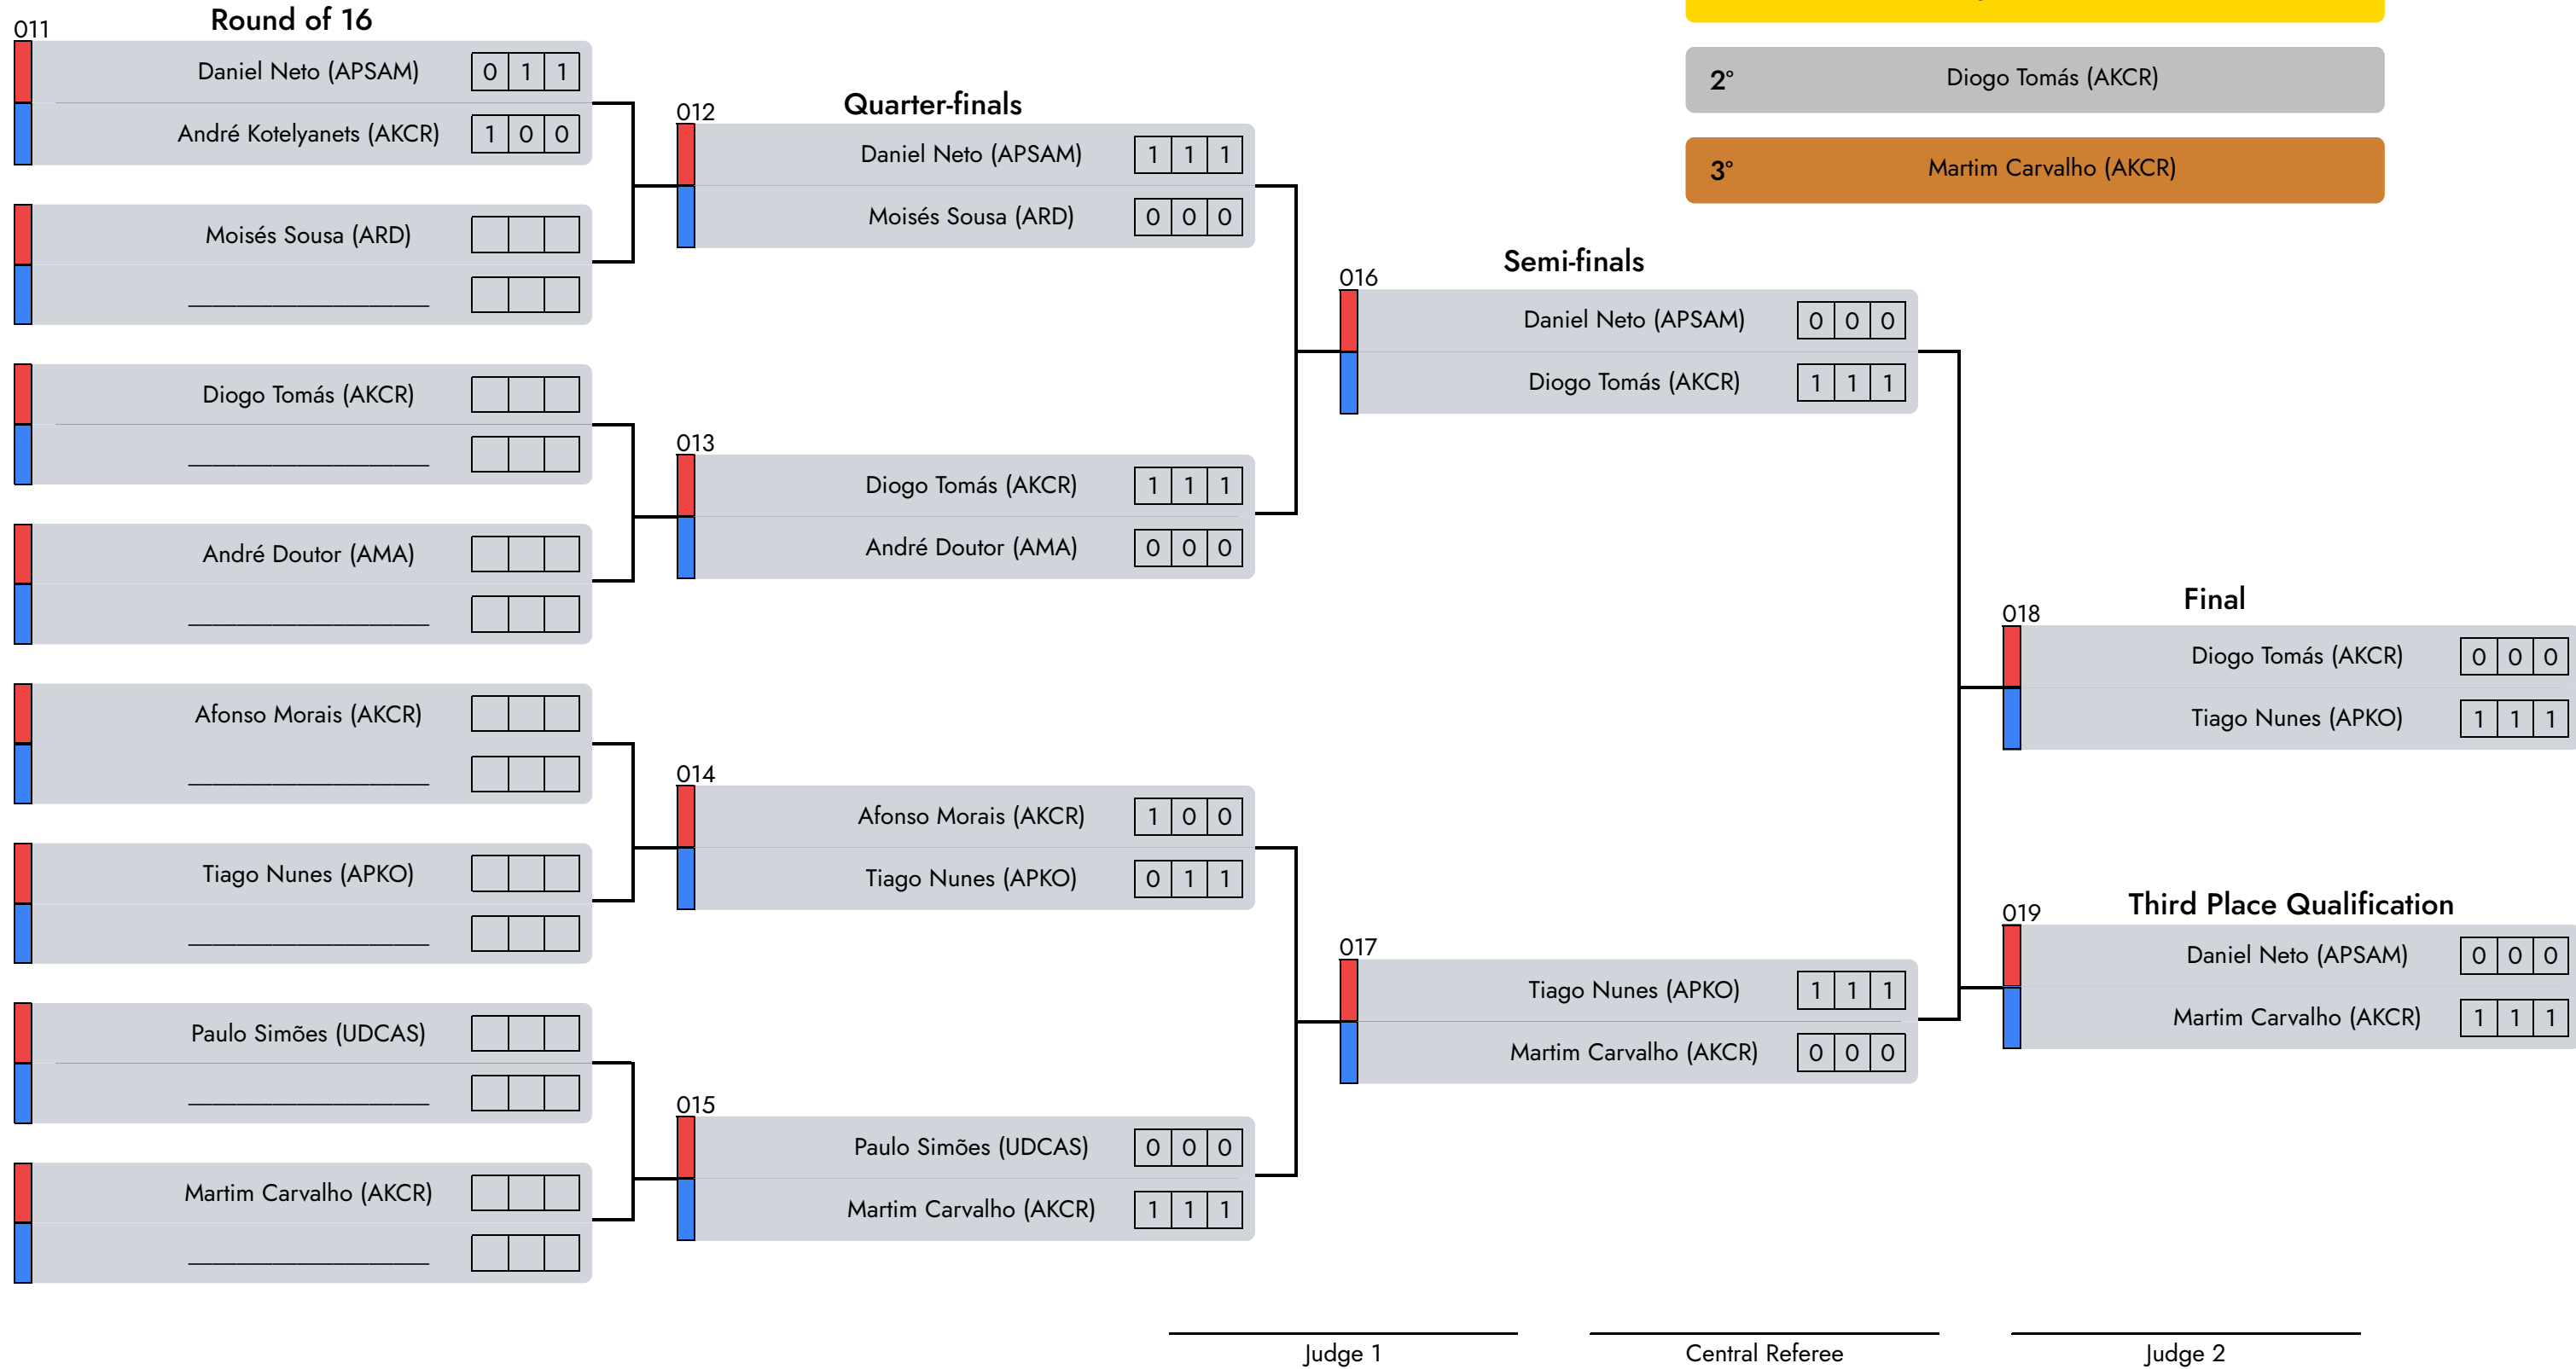 Round of 16
011
Daniel Neto (APSAM) 0 1 1
André Kotelyanets (AKCR) 1 0 0
Moisés Sousa (ARD)
Diogo Tomás (AKCR)
André Doutor (AMA)
Afonso Morais (AKCR)
Tiago Nunes (APKO)
Paulo Simões (UDCAS)
Martim Carvalho (AKCR)
Quarter-finals
012
Daniel Neto (APSAM) 1 1 1
Moisés Sousa (ARD) 0 0 0
013
Diogo Tomás (AKCR) 1 1 1
André Doutor (AMA) 0 0 0
014
Afonso Morais (AKCR) 1 0 0
Tiago Nunes (APKO) 0 1 1
015
Paulo Simões (UDCAS) 0 0 0
Martim Carvalho (AKCR) 1 1 1
2° Diogo Tomás (AKCR)
3° Martim Carvalho (AKCR)
Semi-finals
016
Daniel Neto (APSAM) 0 0 0
Diogo Tomás (AKCR) 1 1 1
017
Tiago Nunes (APKO) 1 1 1
Martim Carvalho (AKCR) 0 0 0
Final
018
Diogo Tomás (AKCR) 0 0 0
Tiago Nunes (APKO) 1 1 1
Third Place Qualification
019
Daniel Neto (APSAM) 0 0 0
Martim Carvalho (AKCR) 1 1 1
Judge 1
Central Referee
Judge 2